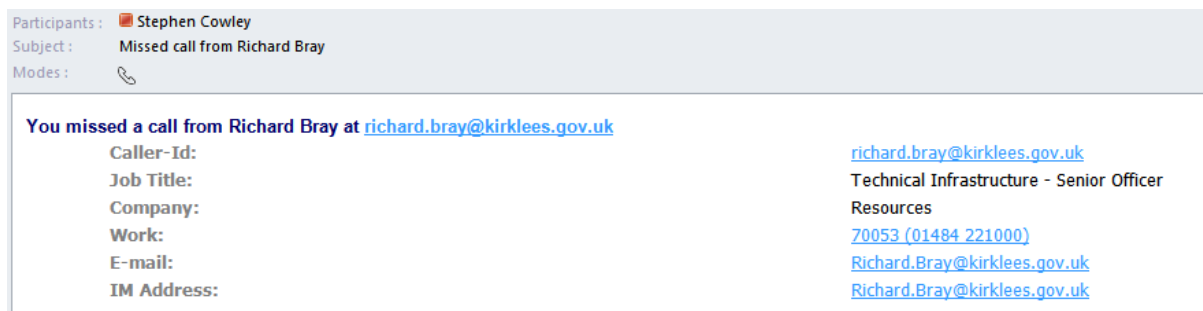 Participants : Stephen Cowley
Subject : Missed call from Richard Bray
Modes :
You missed a call from Richard Bray at richard.bray@kirklees.gov.uk
Caller-Id: richard.bray@kirklees.gov.uk
Job Title: Technical Infrastructure - Senior Officer
Company: Resources
Work: 70053 (01484 221000)
E-mail: Richard.Bray@kirklees.gov.uk
IM Address: Richard.Bray@kirklees.gov.uk